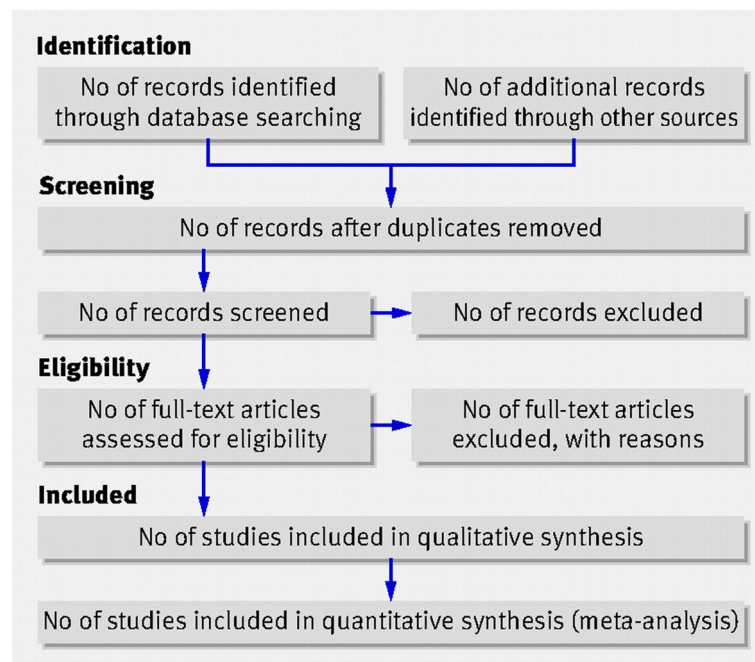 Identification
No of records identified
through database searching
No of additional records
identified through other sources
Screening
No of records after duplicates removed
No of records screened
No of records excluded
Eligibility
No of full-text articles
assessed for eligibility
No of full-text articles
excluded, with reasons
Included
No of studies included in qualitative synthesis
No of studies included in quantitative synthesis (meta-analysis)